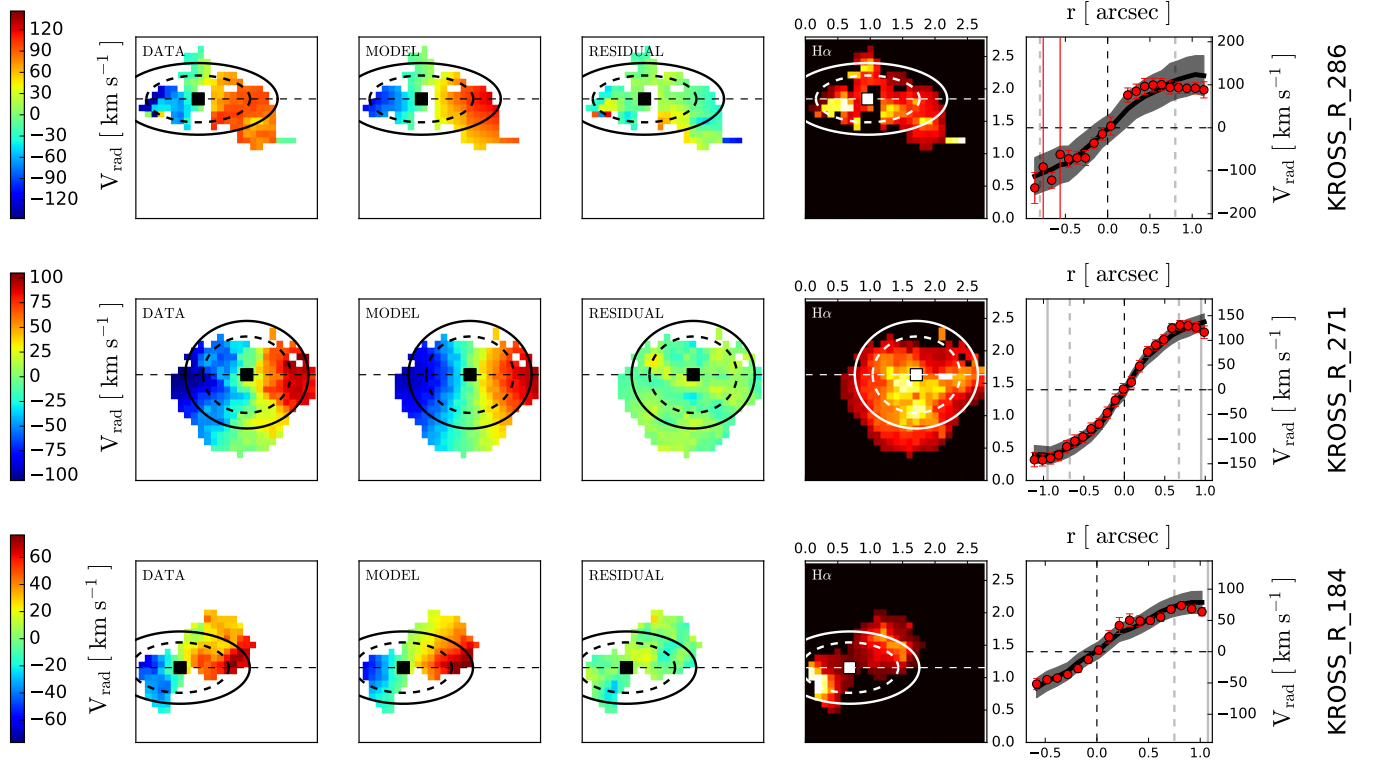 0.0 0.5 1.0 1.5 2.0 2.5
r [ arcsec ]
120
90
60
30
0
−30
−60
−90
−120
V_rad [ km s^−1 ]
DATA
MODEL
RESIDUAL
Hα
2.5
2.0
1.5
1.0
0.5
0.0
200
100
0
−100
−200
−0.5 0.0 0.5 1.0
V_rad [ km s^−1 ]
KROSS_R_286
0.0 0.5 1.0 1.5 2.0 2.5
r [ arcsec ]
100
75
50
25
0
−25
−50
−75
−100
V_rad [ km s^−1 ]
DATA
MODEL
RESIDUAL
Hα
2.5
2.0
1.5
1.0
0.5
0.0
150
100
50
0
−50
−100
−150
−1.0 −0.5 0.0 0.5 1.0
V_rad [ km s^−1 ]
KROSS_R_271
0.0 0.5 1.0 1.5 2.0 2.5
r [ arcsec ]
60
40
20
0
−20
−40
−60
V_rad [ km s^−1 ]
DATA
MODEL
RESIDUAL
Hα
2.5
2.0
1.5
1.0
0.5
0.0
100
50
0
−50
−100
−0.5 0.0 0.5 1.0
V_rad [ km s^−1 ]
KROSS_R_184